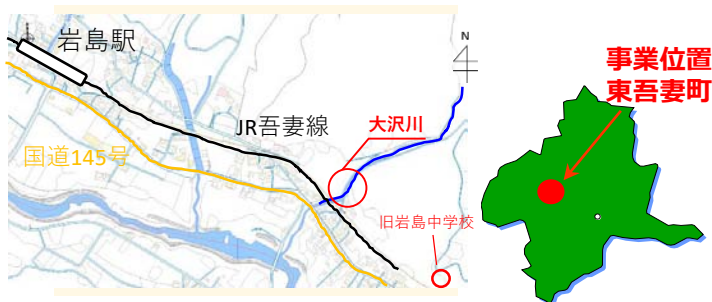 岩島駅
N
JR吾妻線
大沢川
国道145号
旧岩島中学校
事業位置
東吾妻町